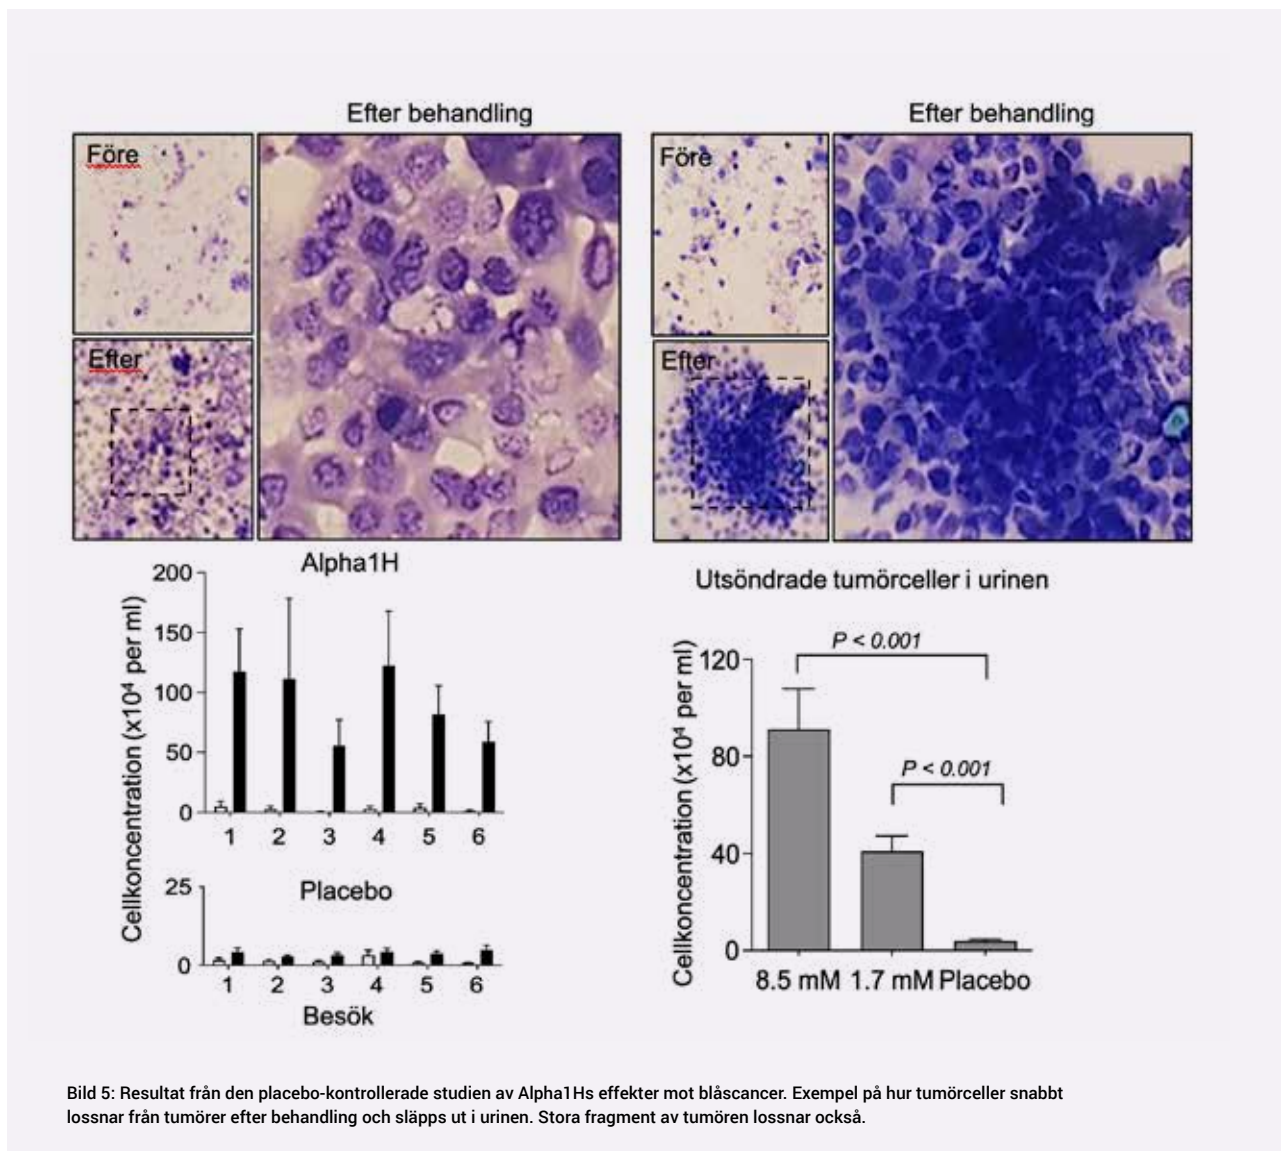 Efter behandling
Före
Efter
Efter behandling
Före
Efter
Alpha1H
Cellkoncentration (x10⁴ per ml)
200
150
100
50
0
1 2 3 4 5 6
Placebo
25
0
1 2 3 4 5 6
Besök
Utsöndrade tumörceller i urinen
Cellkoncentration (x10⁴ per ml)
120
80
40
0
P < 0.001
P < 0.001
8.5 mM 1.7 mM Placebo
Bild 5: Resultat från den placebo-kontrollerade studien av Alpha1Hs effekter mot blåscancer. Exempel på hur tumörceller snabbt
lossnar från tumörer efter behandling och släpps ut i urinen. Stora fragment av tumören lossnar också.